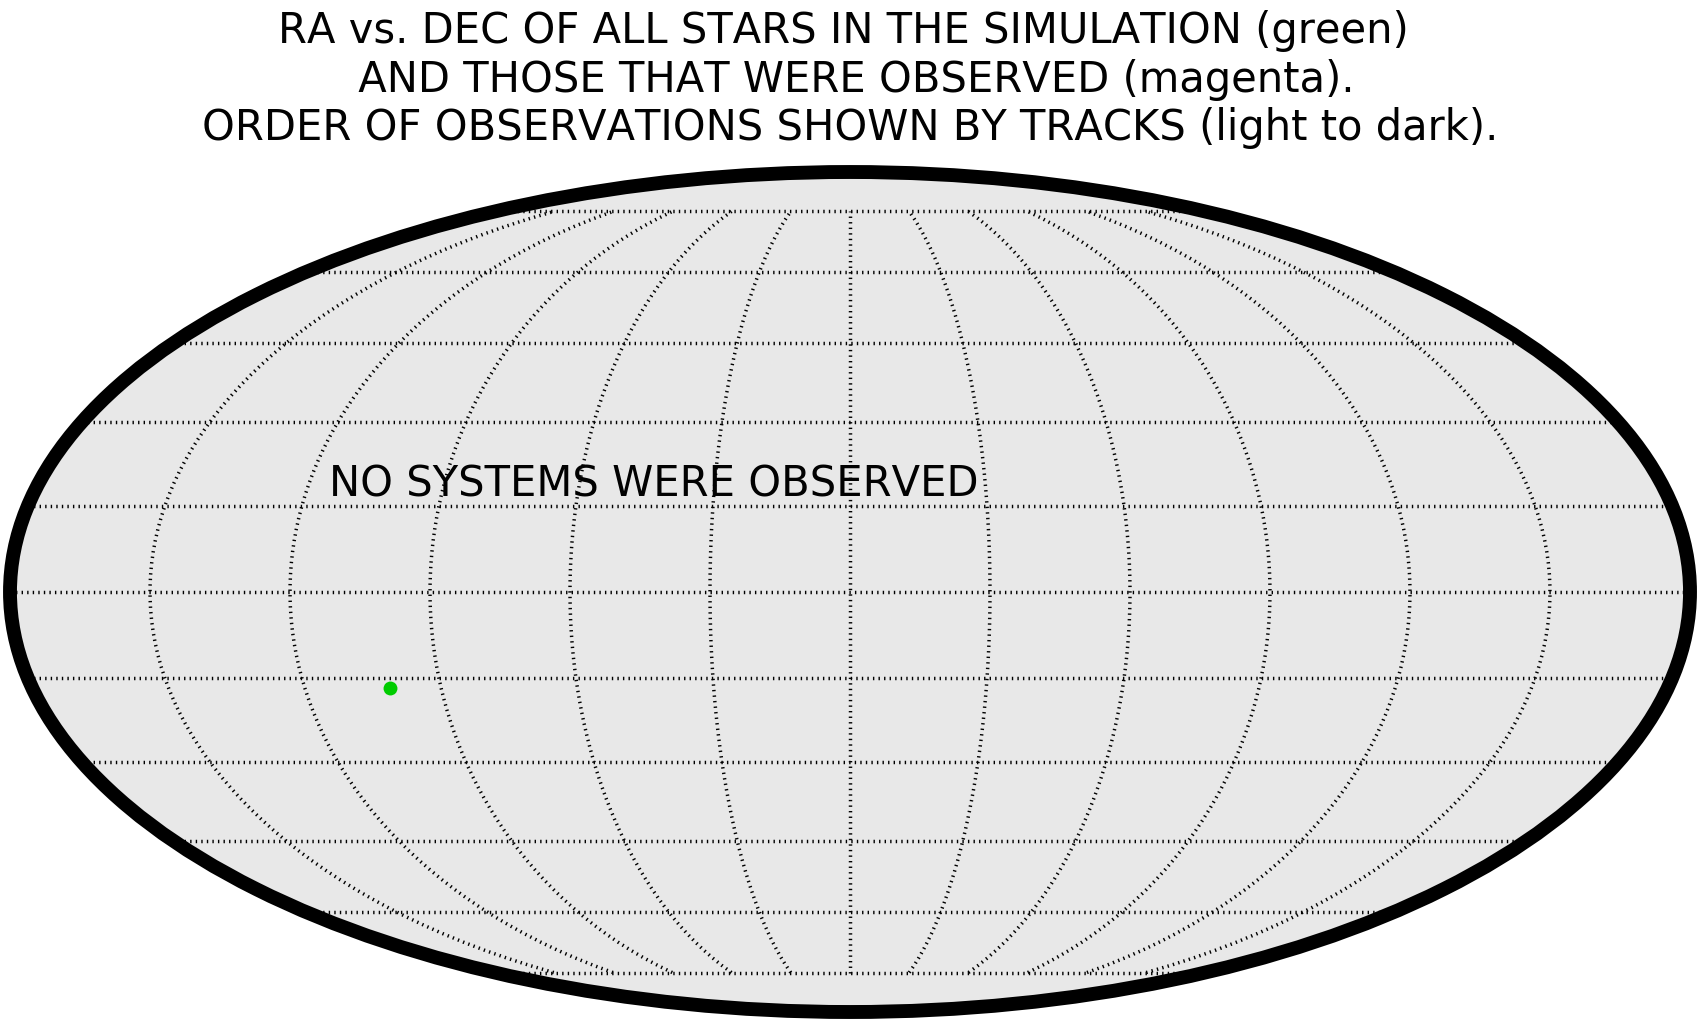 RA vs. DEC OF ALL STARS IN THE SIMULATION (green)
AND THOSE THAT WERE OBSERVED (magenta).
ORDER OF OBSERVATIONS SHOWN BY TRACKS (light to dark).
NO SYSTEMS WERE OBSERVED